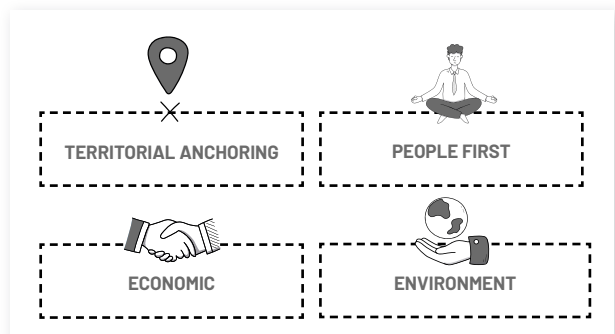 TERRITORIAL ANCHORING
PEOPLE FIRST
ECONOMIC
ENVIRONMENT